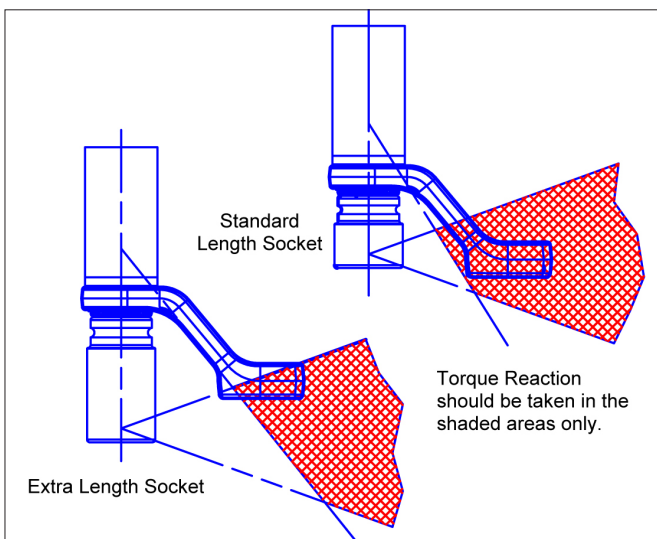 Standard
Length Socket
Torque Reaction
should be taken in the
shaded areas only.
Extra Length Socket